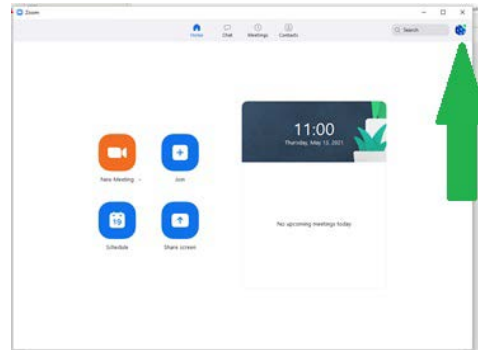 Zoom
Home Chat Meetings Contacts
Search
11:00
Thursday, May 13, 2021
New Meeting
Join
19
Schedule
Share screen
No upcoming meetings today